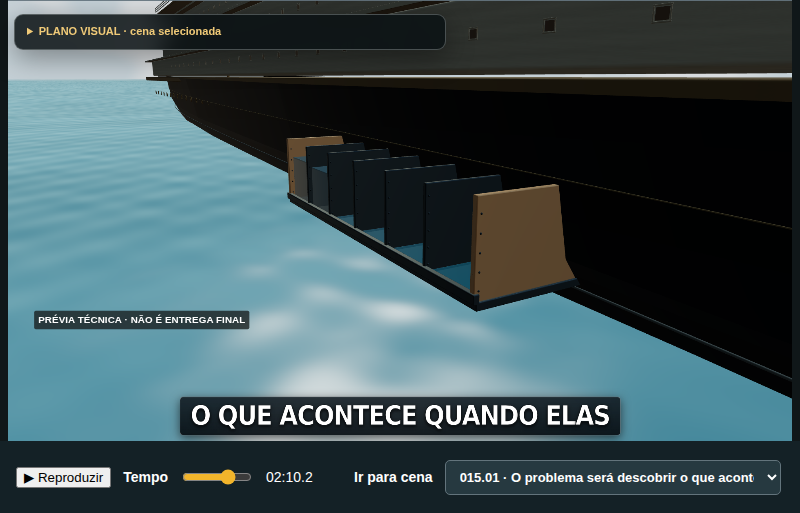 ▶ PLANO VISUAL · cena selecionada
PRÉVIA TÉCNICA · NÃO É ENTREGA FINAL
O QUE ACONTECE QUANDO ELAS
▶ Reproduzir Tempo 02:10.2 Ir para cena 015.01 · O problema será descobrir o que acont